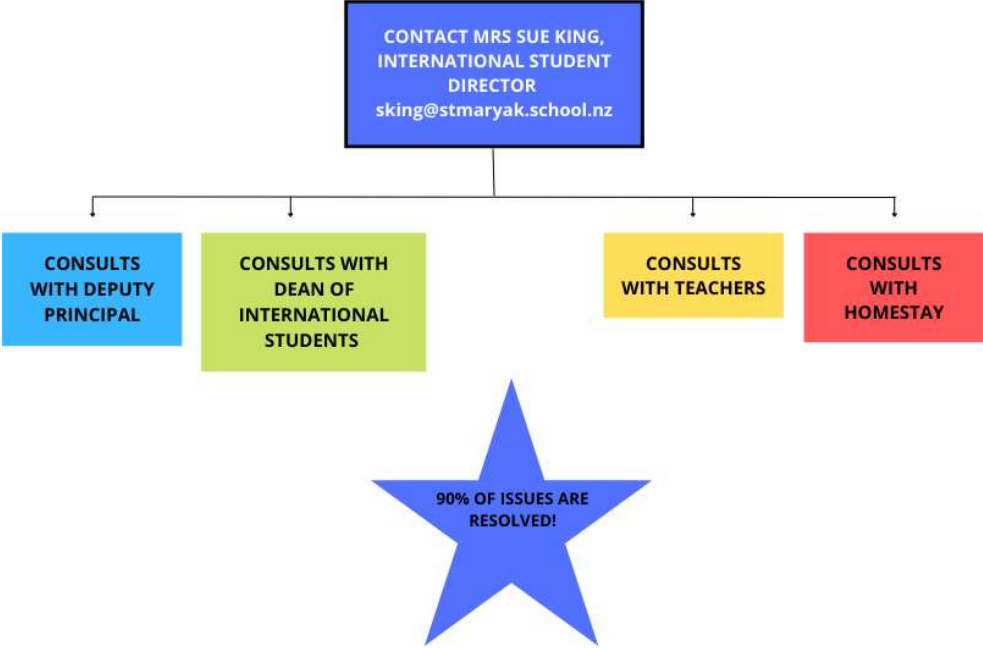 CONTACT MRS SUE KING,
INTERNATIONAL STUDENT
DIRECTOR
sking@stmaryak.school.nz
CONSULTS
WITH DEPUTY
PRINCIPAL
CONSULTS WITH
DEAN OF
INTERNATIONAL
STUDENTS
CONSULTS
WITH TEACHERS
CONSULTS
WITH
HOMESTAY
90% OF ISSUES ARE
RESOLVED!